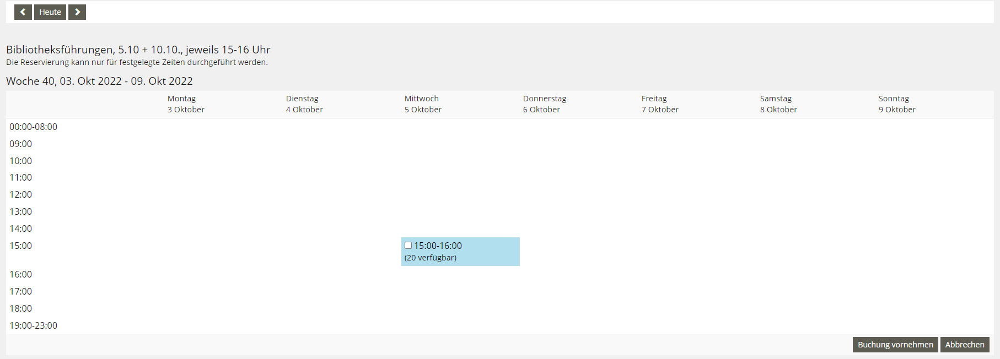 Heute
Bibliotheksführungen, 5.10 + 10.10., jeweils 15-16 Uhr
Die Reservierung kann nur für festgelegte Zeiten durchgeführt werden.
Woche 40, 03. Okt 2022 - 09. Okt 2022
Montag Dienstag Mittwoch Donnerstag Freitag Samstag Sonntag
3 Oktober 4 Oktober 5 Oktober 6 Oktober 7 Oktober 8 Oktober 9 Oktober
00:00-08:00
09:00
10:00
11:00
12:00
13:00
14:00
15:00 15:00-16:00
(20 verfügbar)
16:00
17:00
18:00
19:00-23:00
Buchung vornehmen Abbrechen